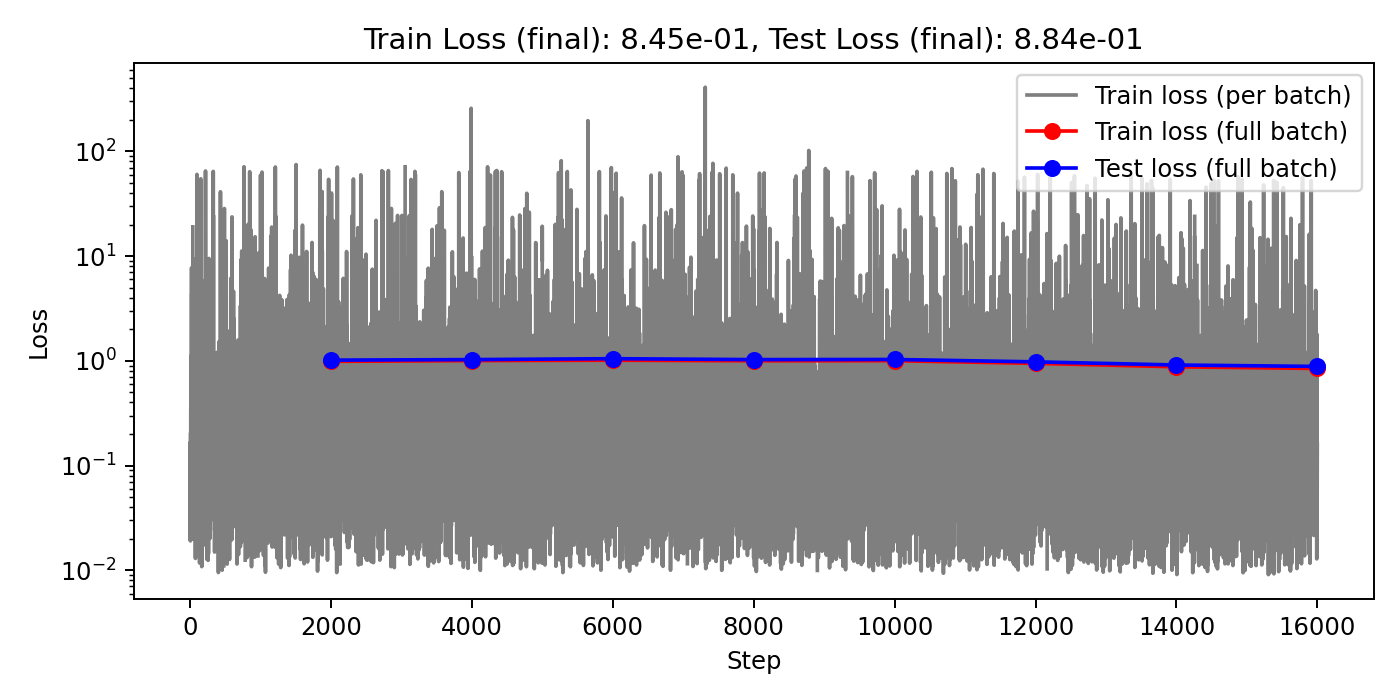 Train Loss (final): 8.45e-01, Test Loss (final): 8.84e-01
Train loss (per batch)
Train loss (full batch)
Test loss (full batch)
Loss
10²
10¹
10⁰
10⁻¹
10⁻²
0 2000 4000 6000 8000 10000 12000 14000 16000
Step